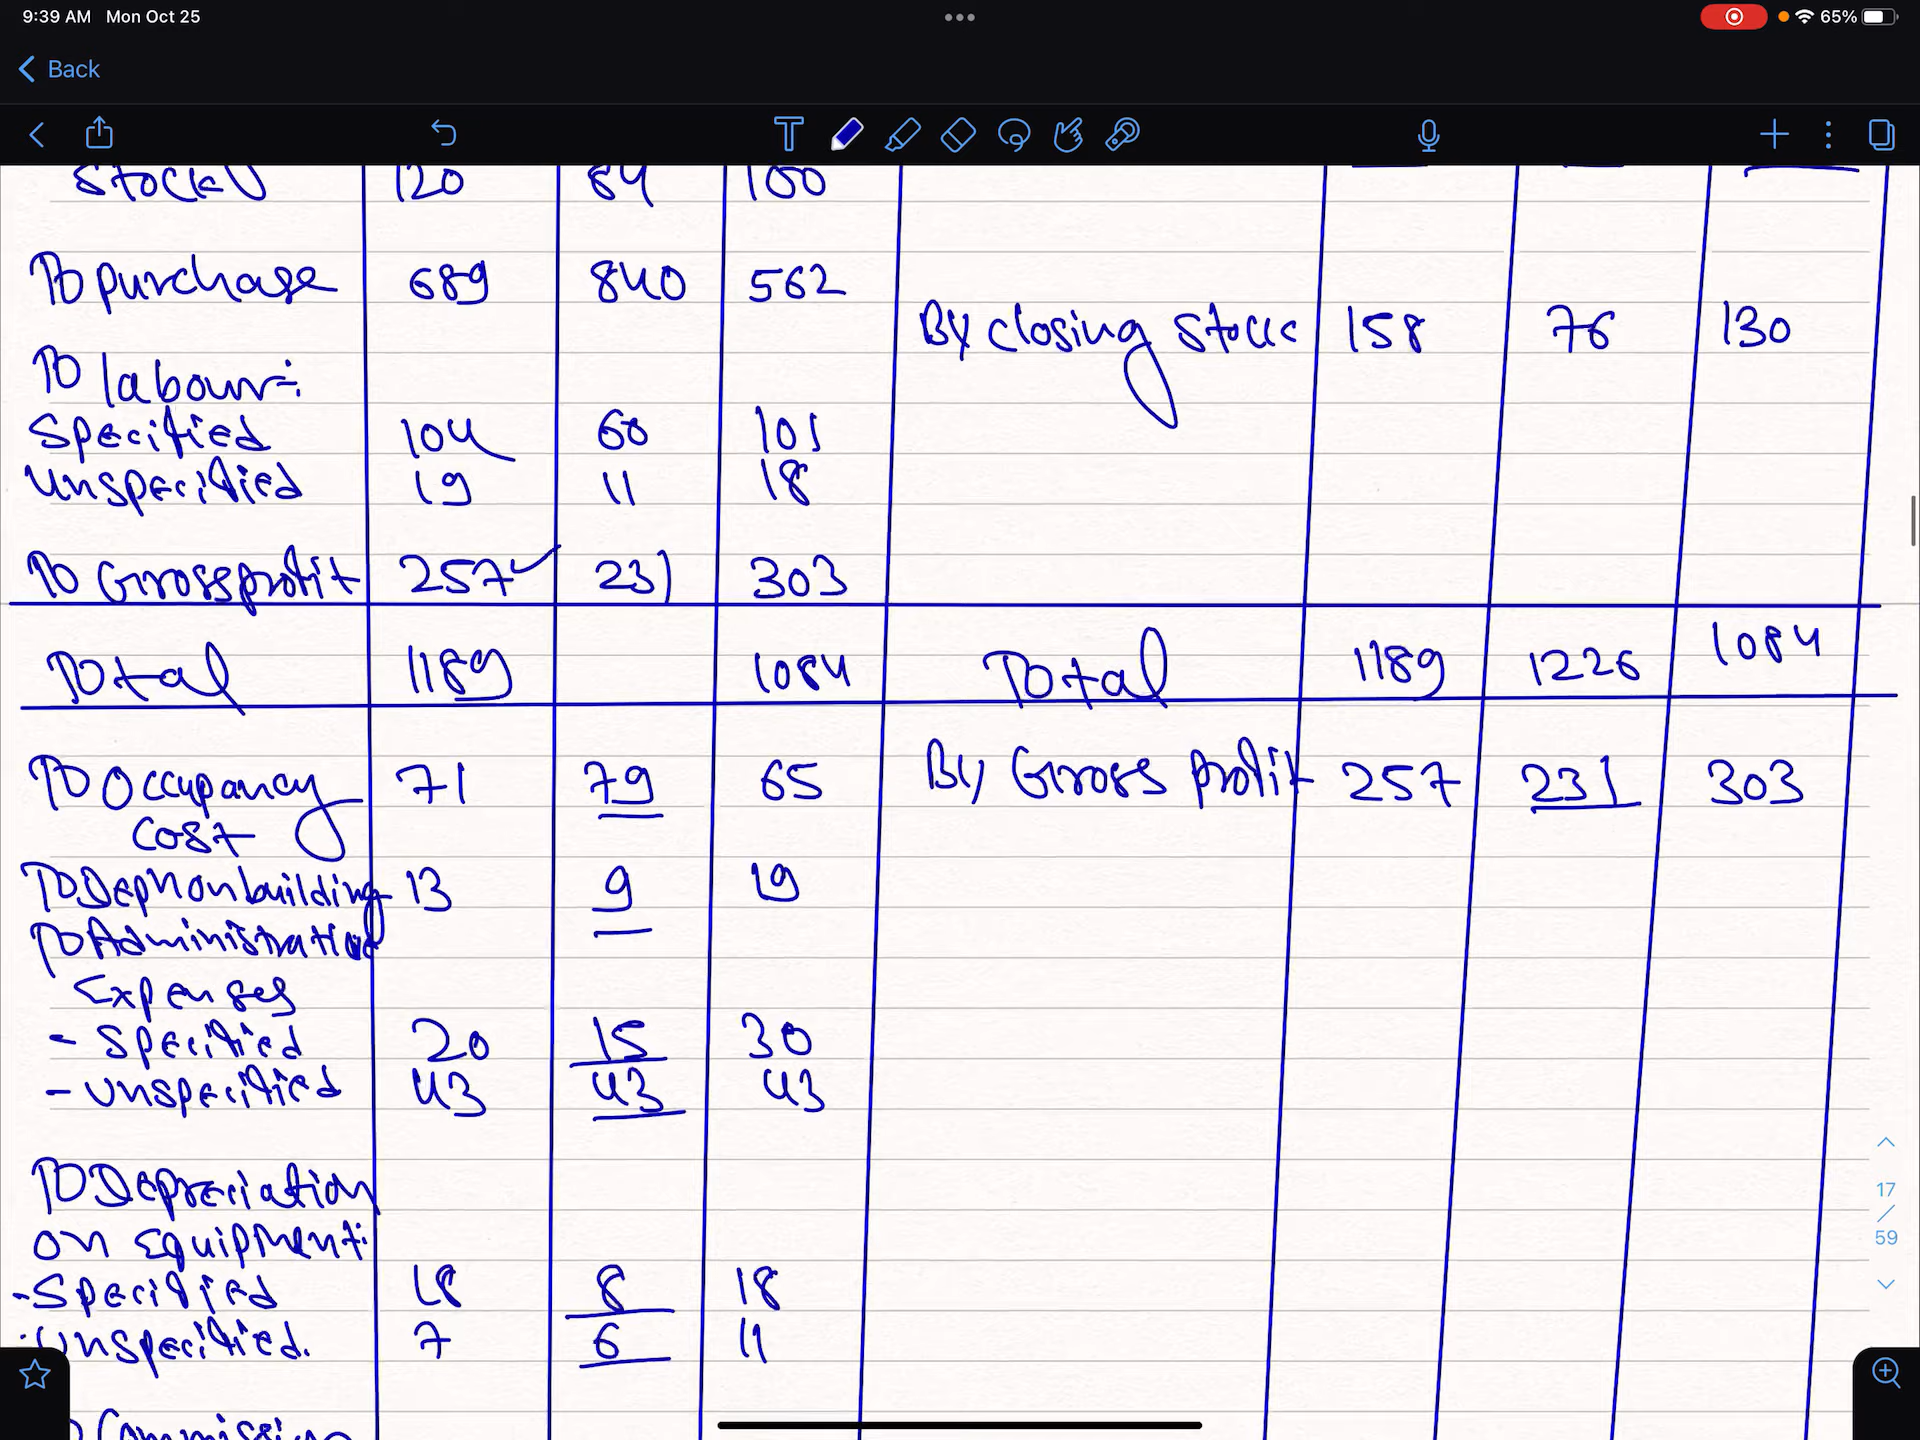 9:39 AM Mon Oct 25
65%
Back
T
Stock 120 84 100
To purchase 689 840 562
By closing stock 158 76 130
To labour:
Specified 104 60 101
Unspecified 19 11 18
To Gross profit 257 231 303
Total 1189 1084 Total 1189 1226 1084
To Occupancy 71 79 65 By Gross profit 257 231 303
Cost
To Depn on building 13 9 19
To Administration
Expenses
- Specified 20 15 30
- Unspecified 43 43 43
To Depreciation
on Equipment:
- Specified 18 8 18
- Unspecified. 7 6 11
Commission
17
/
59